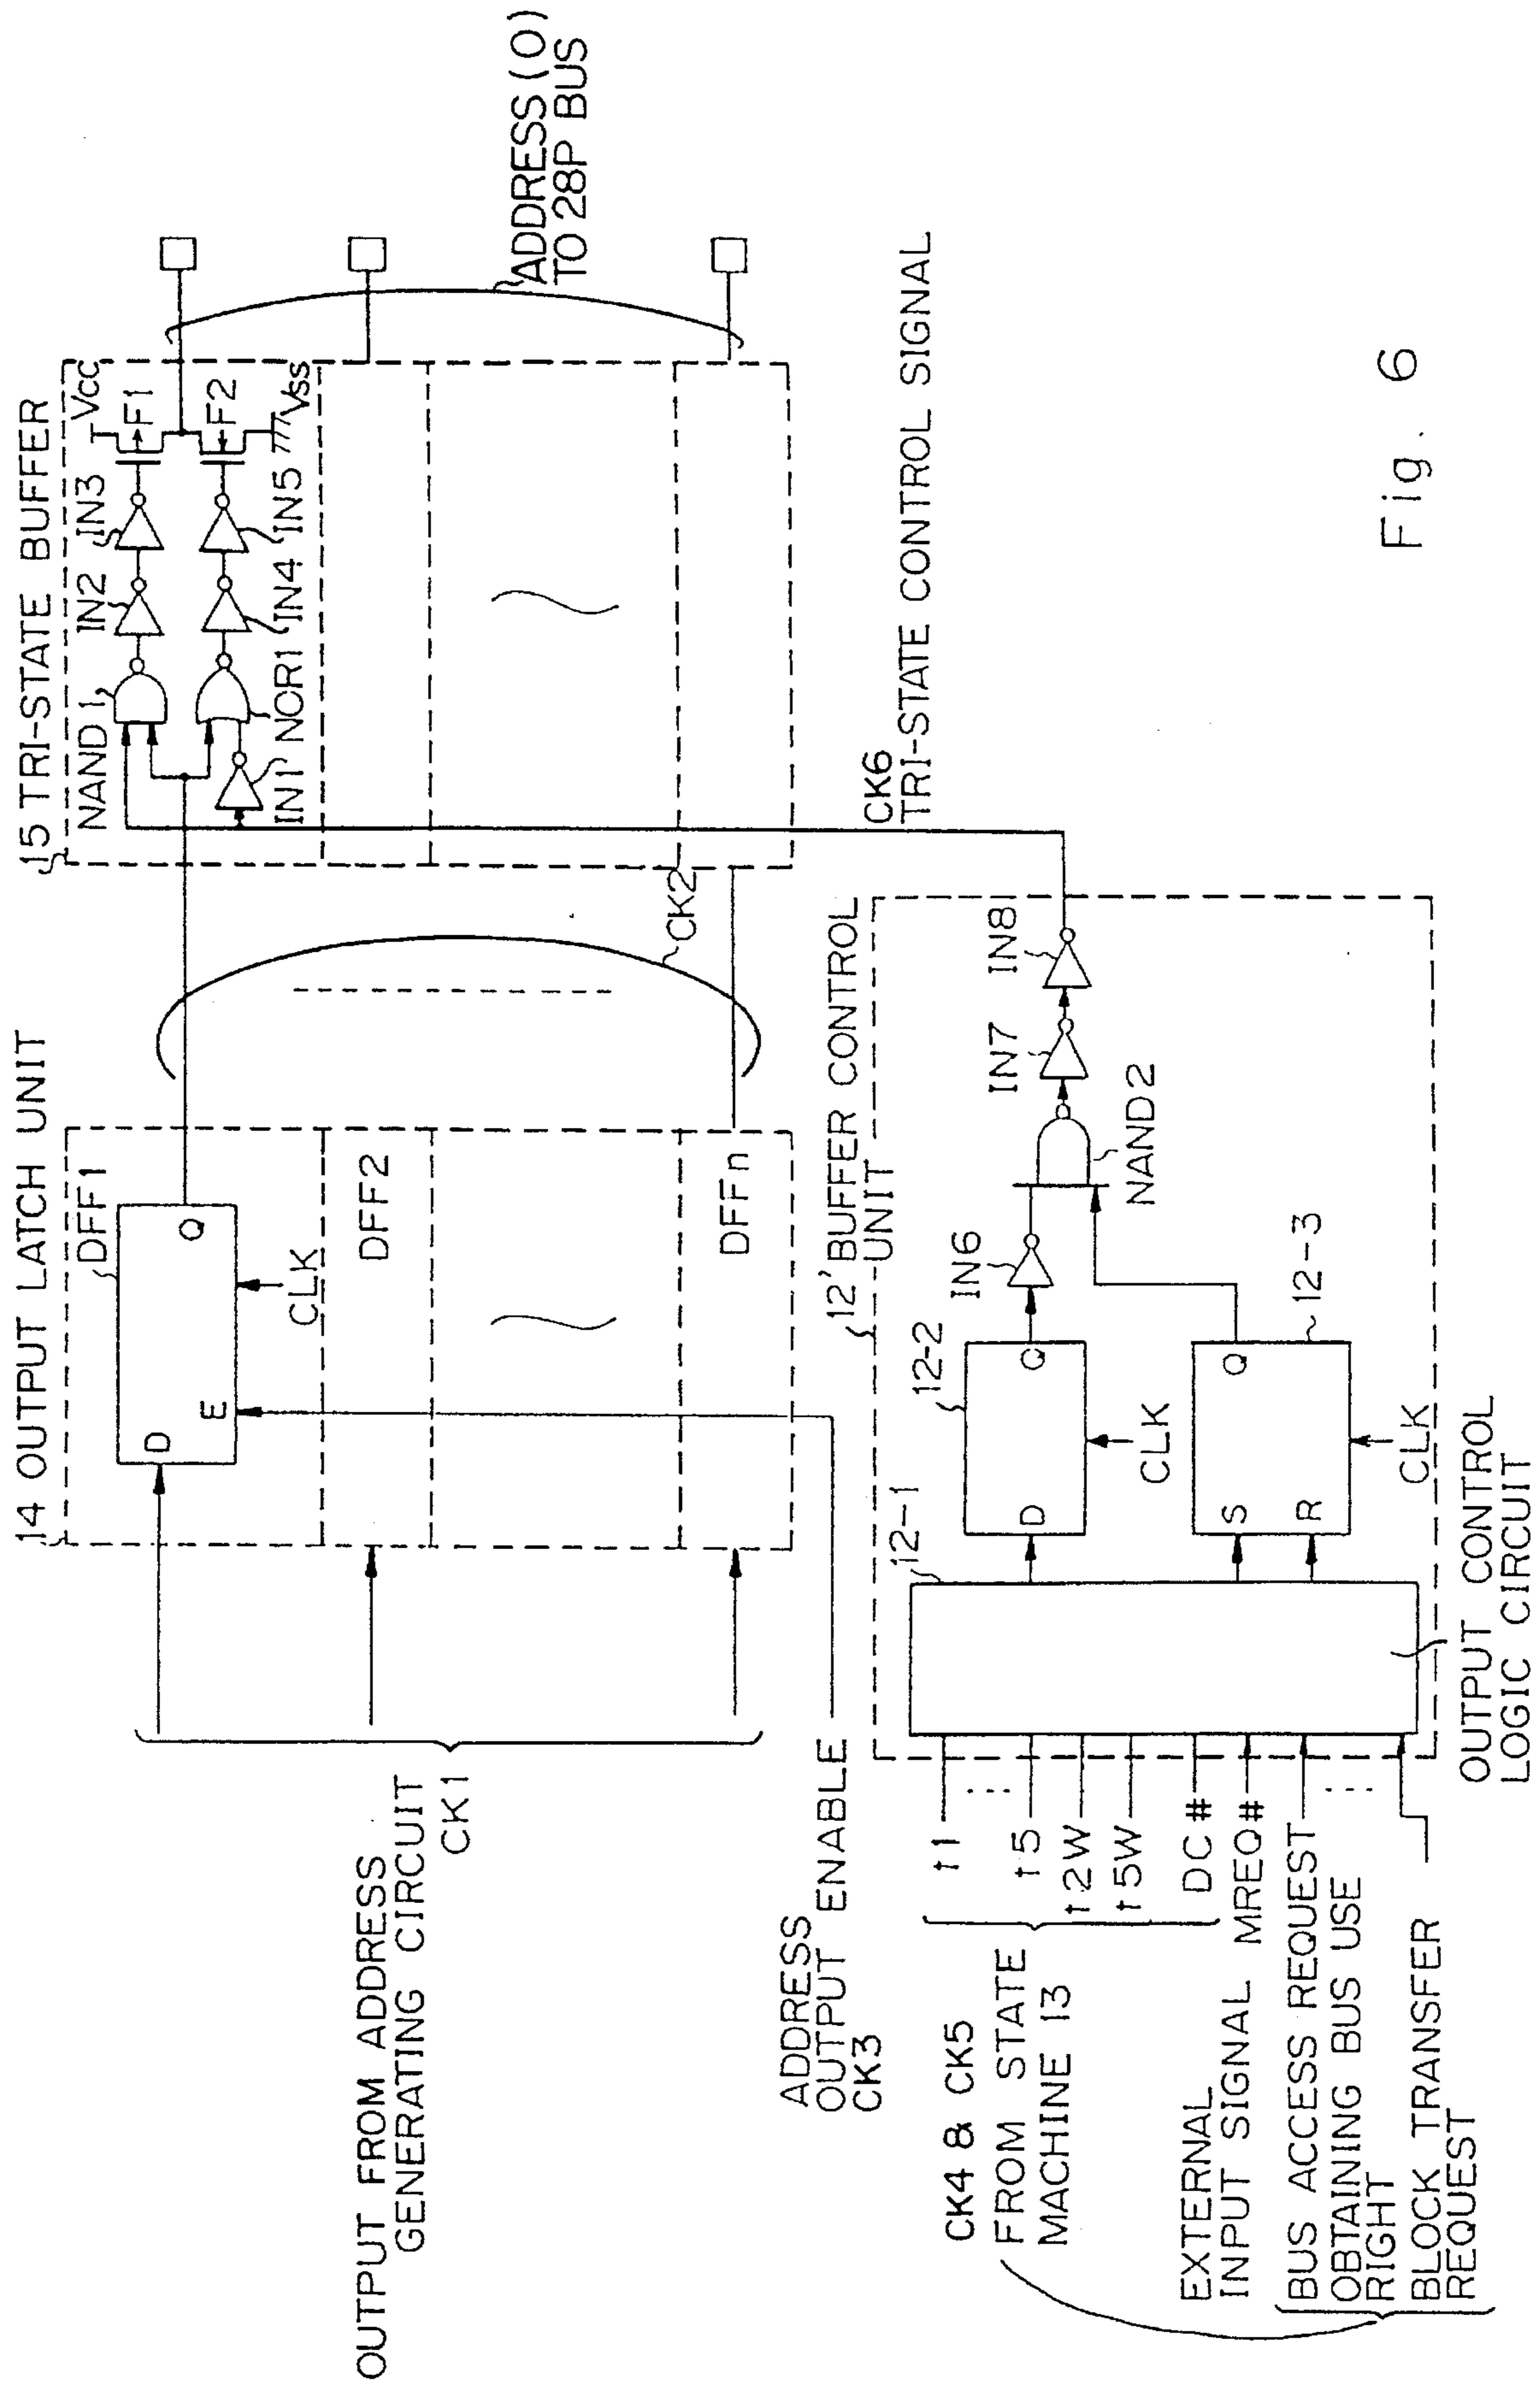 14 OUTPUT LATCH UNIT
15 TRI-STATE BUFFER
DFF1
D
E
Q
CLK
DFF2
DFFn
CK2
NAND 1
IN2
IN3
Vcc
F1
F2
Vss
IN1'
NOR1
IN4
IN5
ADDRESS (0)
TO 28P BUS
OUTPUT FROM ADDRESS
GENERATING CIRCUIT
CK1
ADDRESS
OUTPUT ENABLE
CK3
CK6
TRI-STATE CONTROL SIGNAL
12' BUFFER CONTROL
UNIT
CK4 & CK5
FROM STATE
MACHINE 13
t1
t5
t2W
t5W
DC#
EXTERNAL
INPUT SIGNAL MREQ#
BUS ACCESS REQUEST
OBTAINING BUS USE
RIGHT
BLOCK TRANSFER
REQUEST
12-1
12-2
D
Q
CLK
S
R
Q
CLK
12-3
IN6
NAND2
IN7
IN8
OUTPUT CONTROL
LOGIC CIRCUIT
Fig. 6